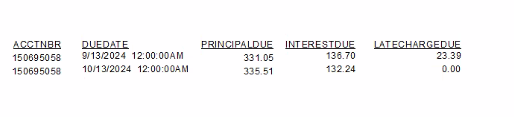 ACCTNBR DUEDATE PRINCIPALDUE INTERESTDUE LATECHARGEDUE
150695058 9/13/2024 12:00:00AM 331.05 136.70 23.39
150695058 10/13/2024 12:00:00AM 335.51 132.24 0.00